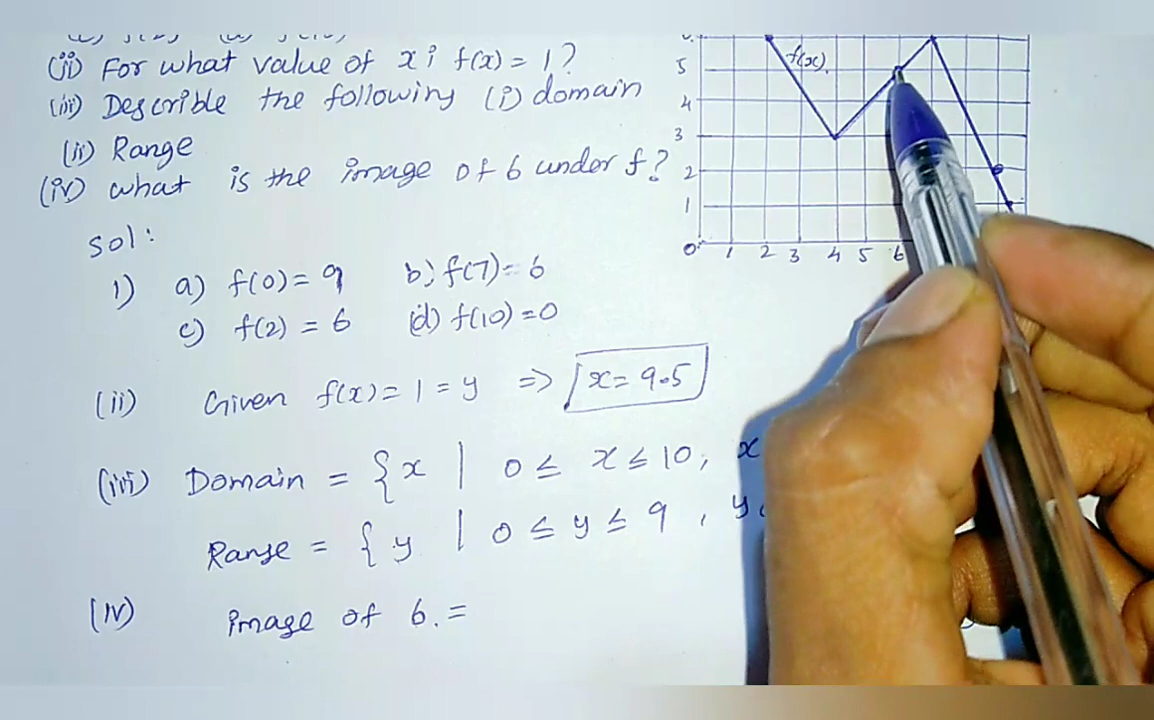 (ii) For what value of x ; f(x) = 1 ?
(iii) Describle the following (i) domain
(ii) Range
(iv) what is the image of 6 under f ?
sol :
1) a) f(0) = 9 b) f(7) = 6
c) f(2) = 6 (d) f(10) = 0
(ii) Given f(x) = 1 = y => x = 9.5
(iii) Domain = { x | 0 ≤ x ≤ 10, x
Range = { y | 0 ≤ y ≤ 9 , y
(iv) image of 6. =
f(x).
5
4
3
2
1
0 1 2 3 4 5 6